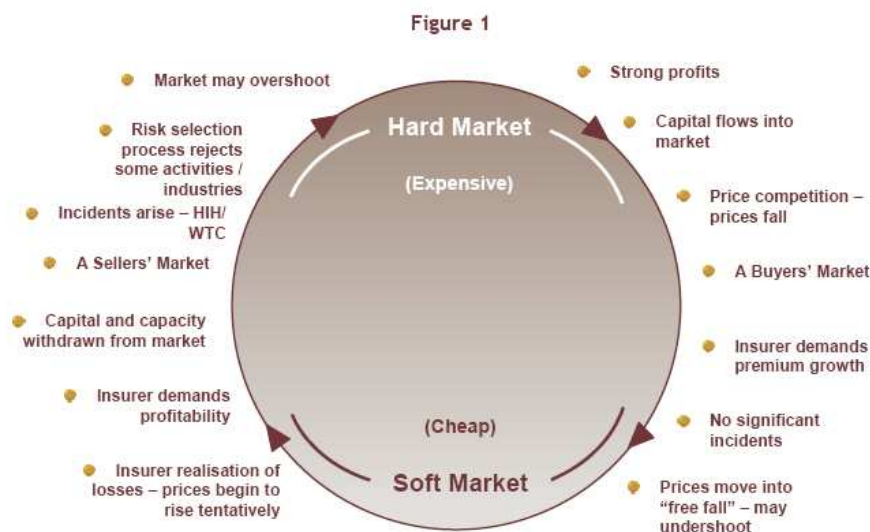 Figure 1
Hard Market
(Expensive)
Strong profits
Capital flows into
market
Price competition –
prices fall
A Buyers' Market
Insurer demands
premium growth
No significant
incidents
Prices move into
“free fall” – may
undershoot
(Cheap)
Soft Market
Insurer realisation of
losses – prices begin to
rise tentatively
Insurer demands
profitability
Capital and capacity
withdrawn from market
A Sellers' Market
Incidents arise – HIH/
WTC
Risk selection
process rejects
some activities /
industries
Market may overshoot